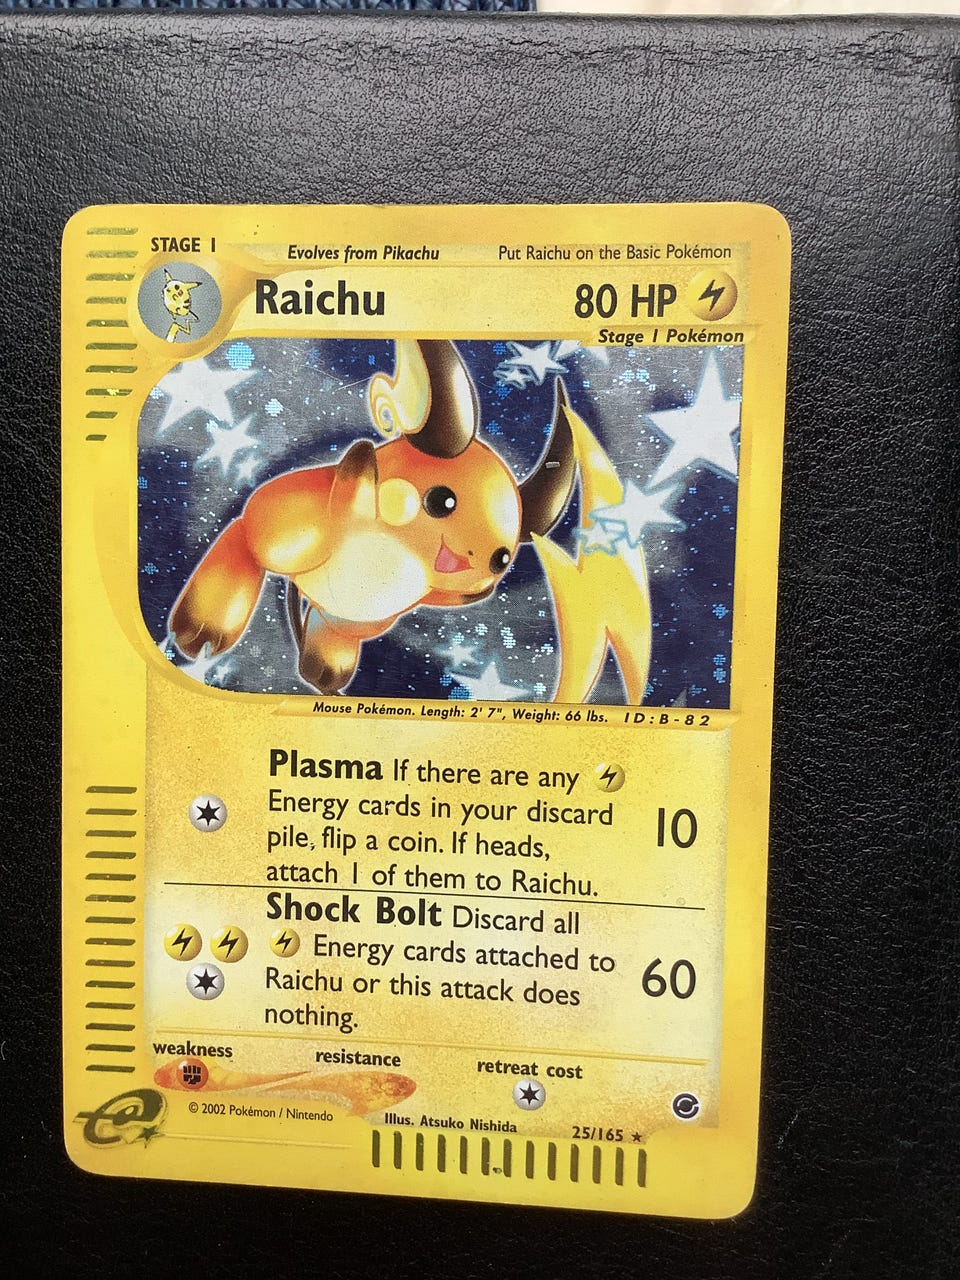 STAGE 1 Evolves from Pikachu Put Raichu on the Basic Pokémon
Raichu 80 HP
Stage 1 Pokémon
Mouse Pokémon. Length: 2' 7", Weight: 66 lbs. ID:B-82
Plasma If there are any
Energy cards in your discard
pile, flip a coin. If heads,
attach 1 of them to Raichu.
10
Shock Bolt Discard all
Energy cards attached to
Raichu or this attack does
nothing.
60
weakness resistance retreat cost
© 2002 Pokémon / Nintendo
Illus. Atsuko Nishida
25/165 ★
e